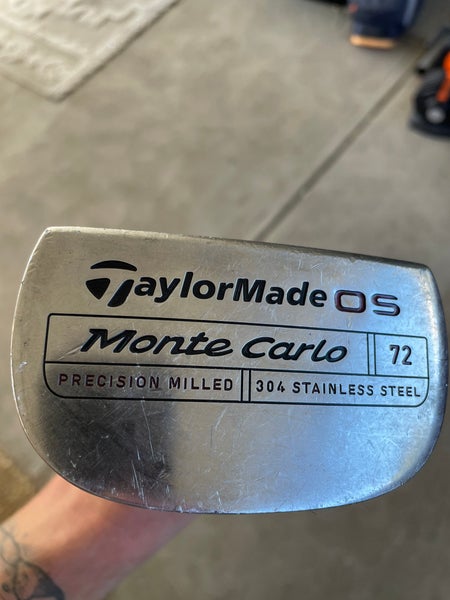 TaylorMade OS
Monte Carlo 72
PRECISION MILLED 304 STAINLESS STEEL